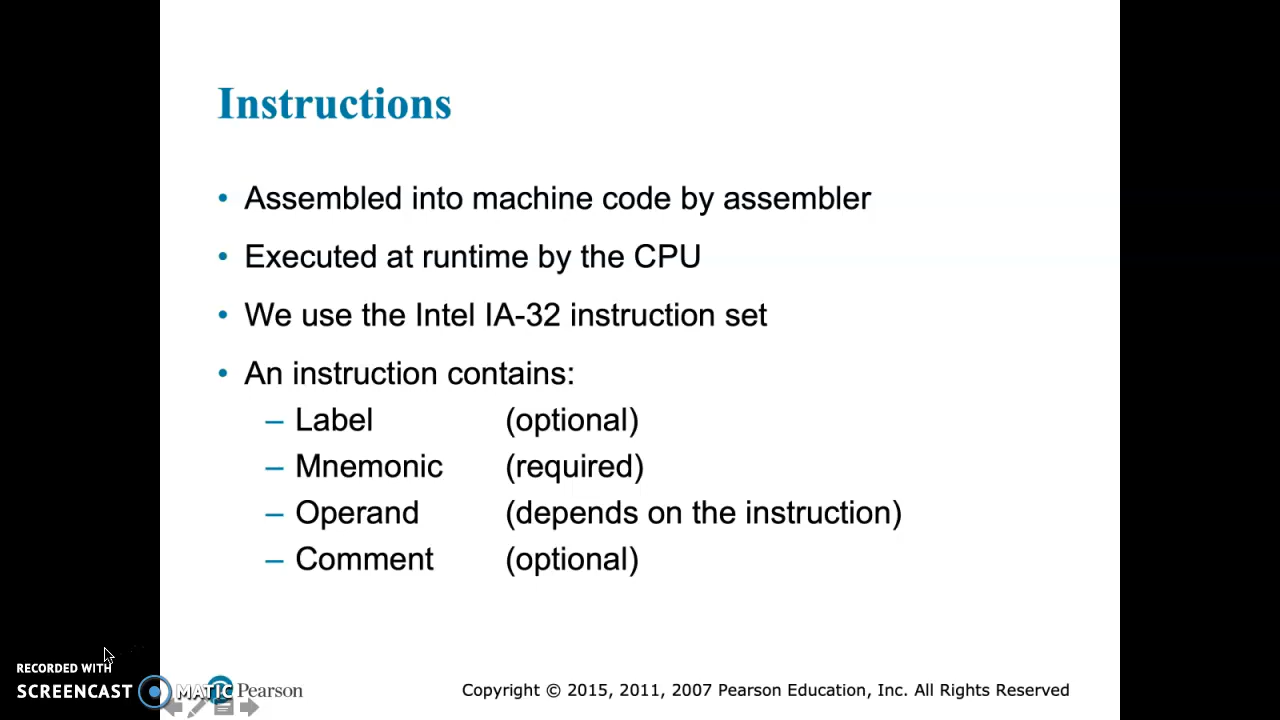 Instructions
• Assembled into machine code by assembler
• Executed at runtime by the CPU
• We use the Intel IA-32 instruction set
• An instruction contains:
– Label (optional)
– Mnemonic (required)
– Operand (depends on the instruction)
– Comment (optional)
RECORDED WITH
SCREENCAST MATIC
Pearson
Copyright © 2015, 2011, 2007 Pearson Education, Inc. All Rights Reserved